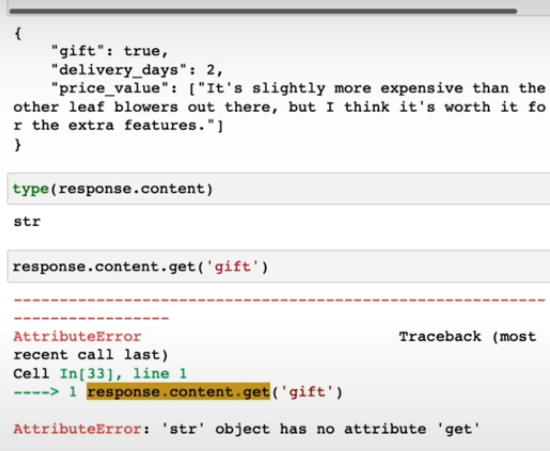 {
    "gift": true,
    "delivery_days": 2,
    "price_value": ["It's slightly more expensive than the
other leaf blowers out there, but I think it's worth it fo
r the extra features."]
}
type(response.content)
str
response.content.get('gift')
---------------------------------------------------------------------------
AttributeError                            Traceback (most
recent call last)
Cell In[33], line 1
----> 1 response.content.get('gift')

AttributeError: 'str' object has no attribute 'get'